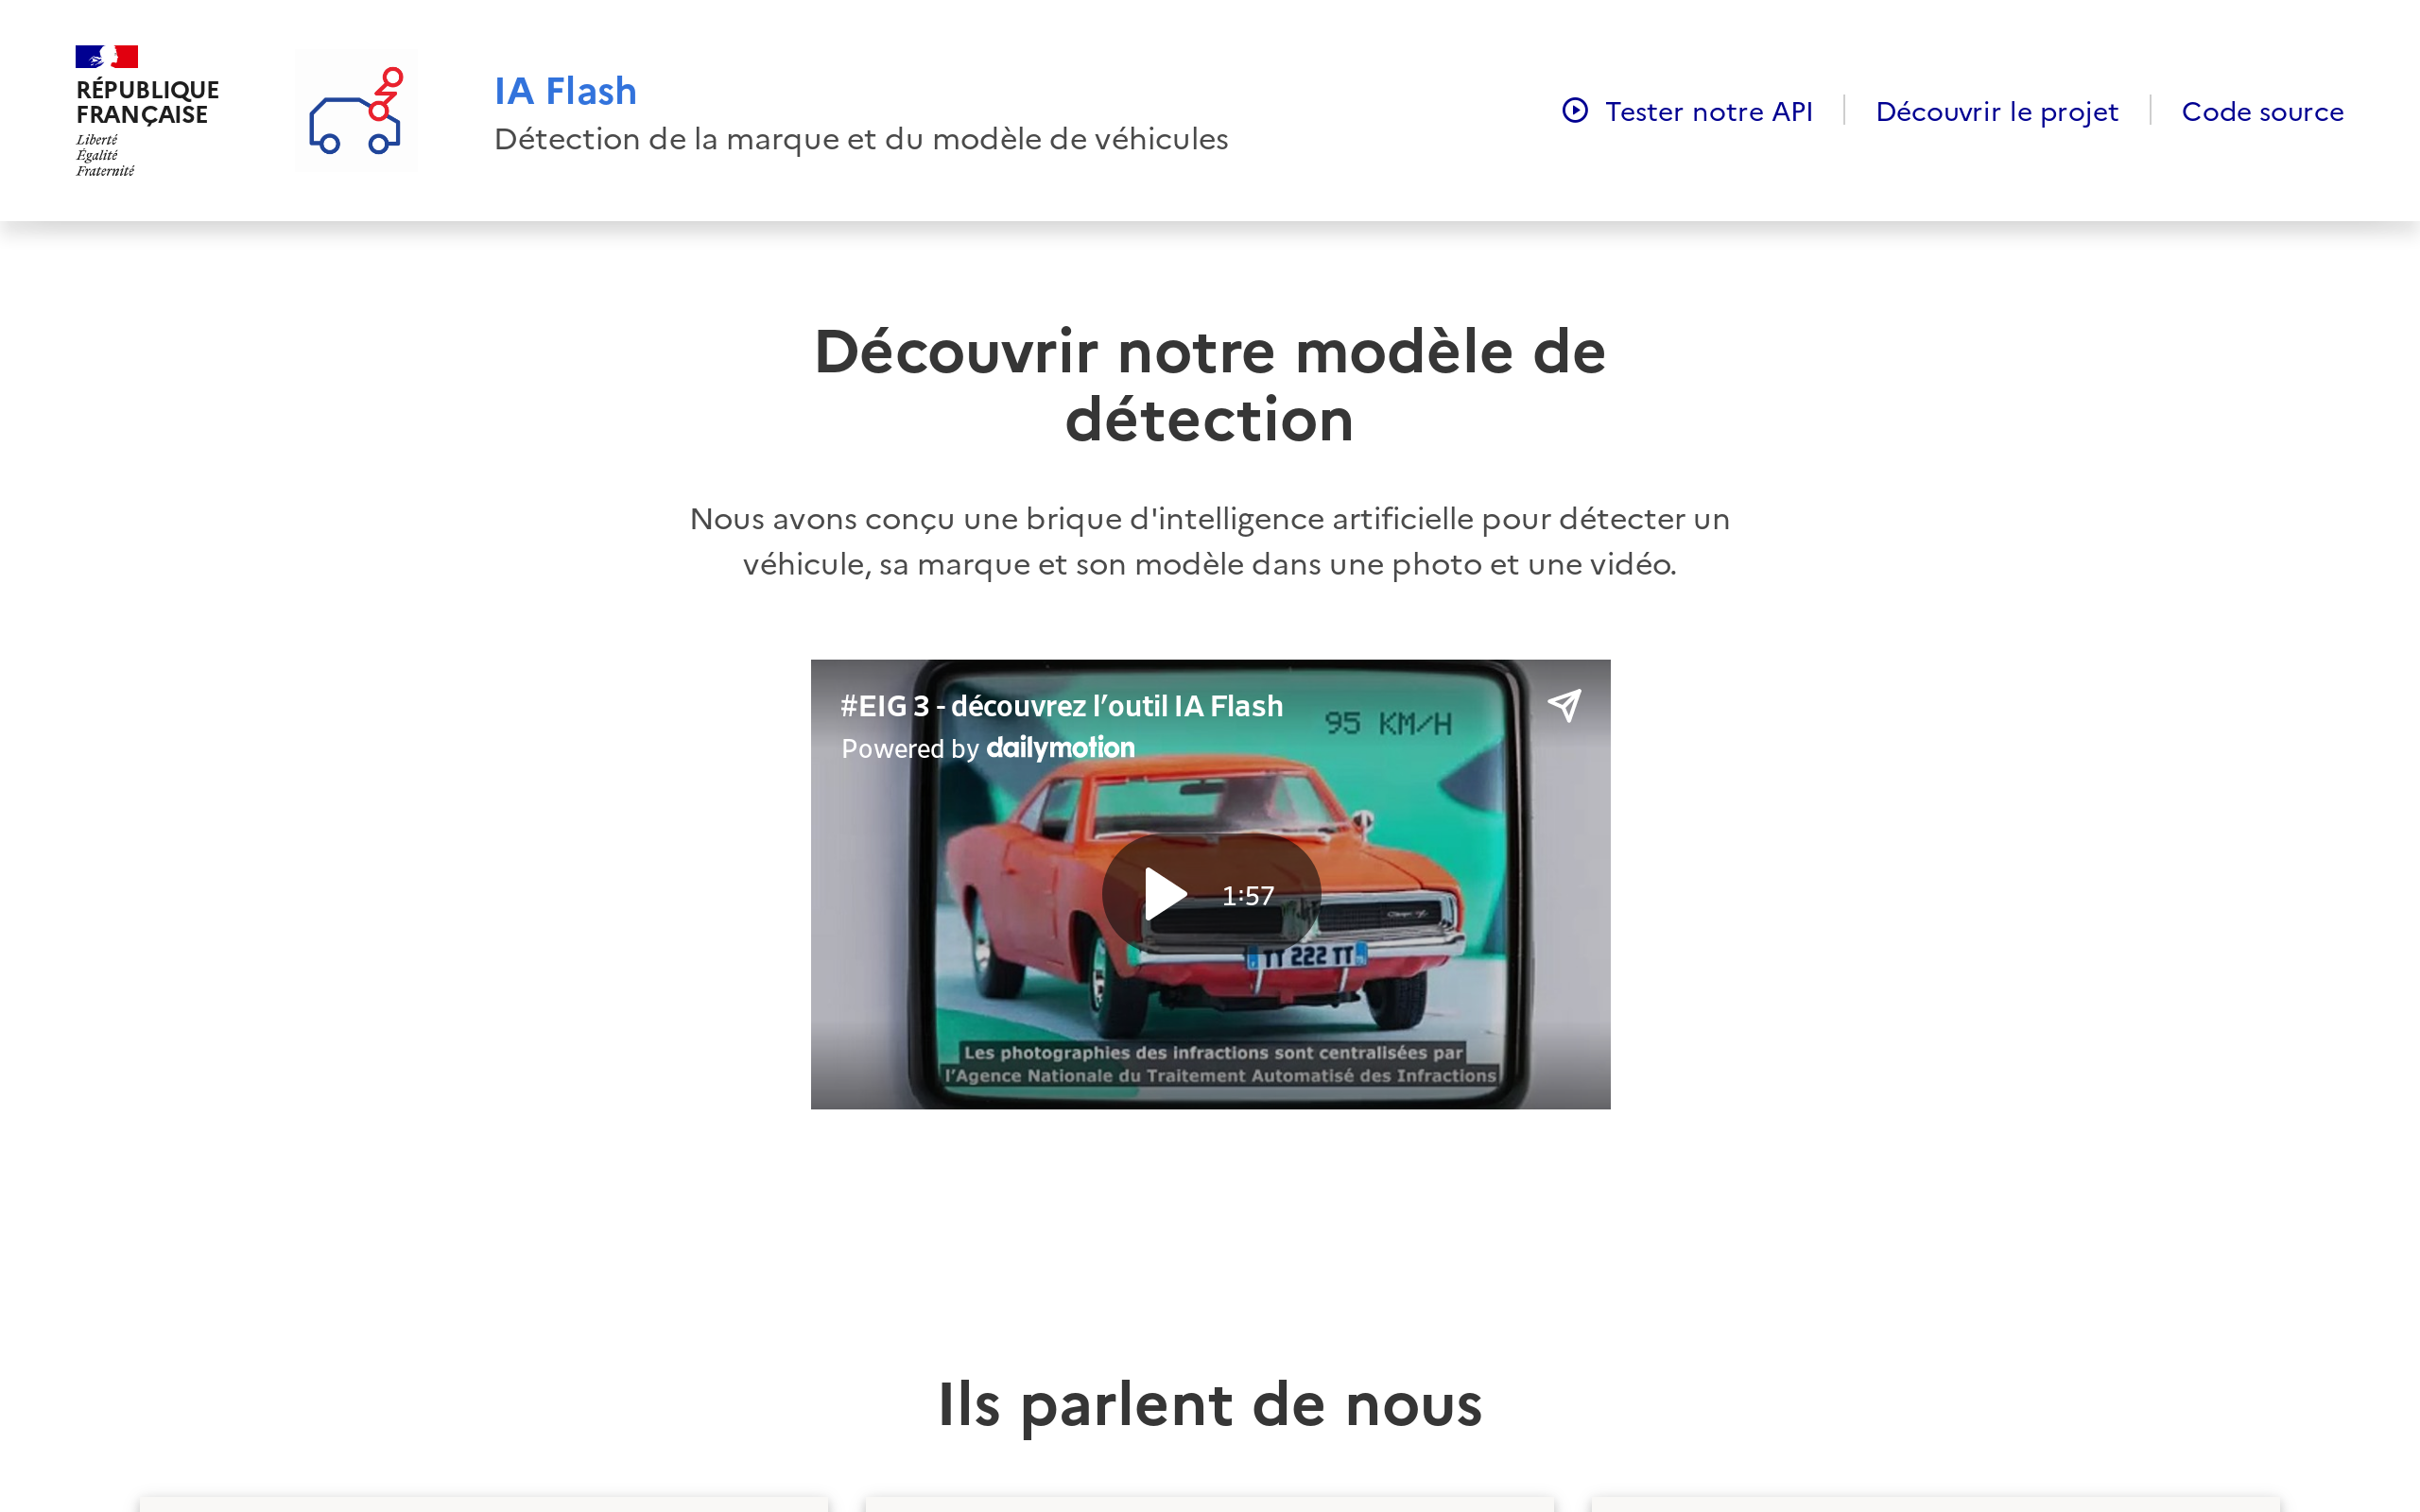 RÉPUBLIQUE
FRANÇAISE
Liberté
Égalité
Fraternité
IA Flash
Détection de la marque et du modèle de véhicules
Tester notre API
Découvrir le projet
Code source
Découvrir notre modèle de
détection
Nous avons conçu une brique d'intelligence artificielle pour détecter un
véhicule, sa marque et son modèle dans une photo et une vidéo.
#EIG 3 - découvrez l’outil IA Flash
Powered by dailymotion
95 KM/H
1:57
TT 222 TT
Les photographies des infractions sont centralisées par
l’Agence Nationale du Traitement Automatisé des Infractions
Ils parlent de nous